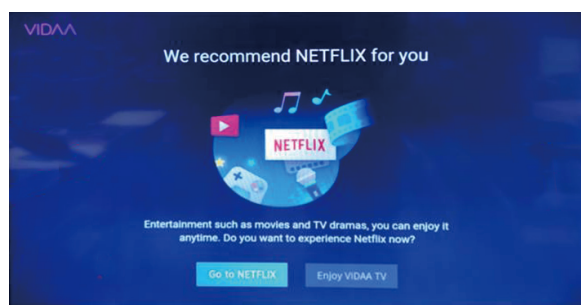 VIDAA
We recommend NETFLIX for you
NETFLIX
Entertainment such as movies and TV dramas, you can enjoy it
anytime. Do you want to experience Netflix now?
Go to NETFLIX
Enjoy VIDAA TV